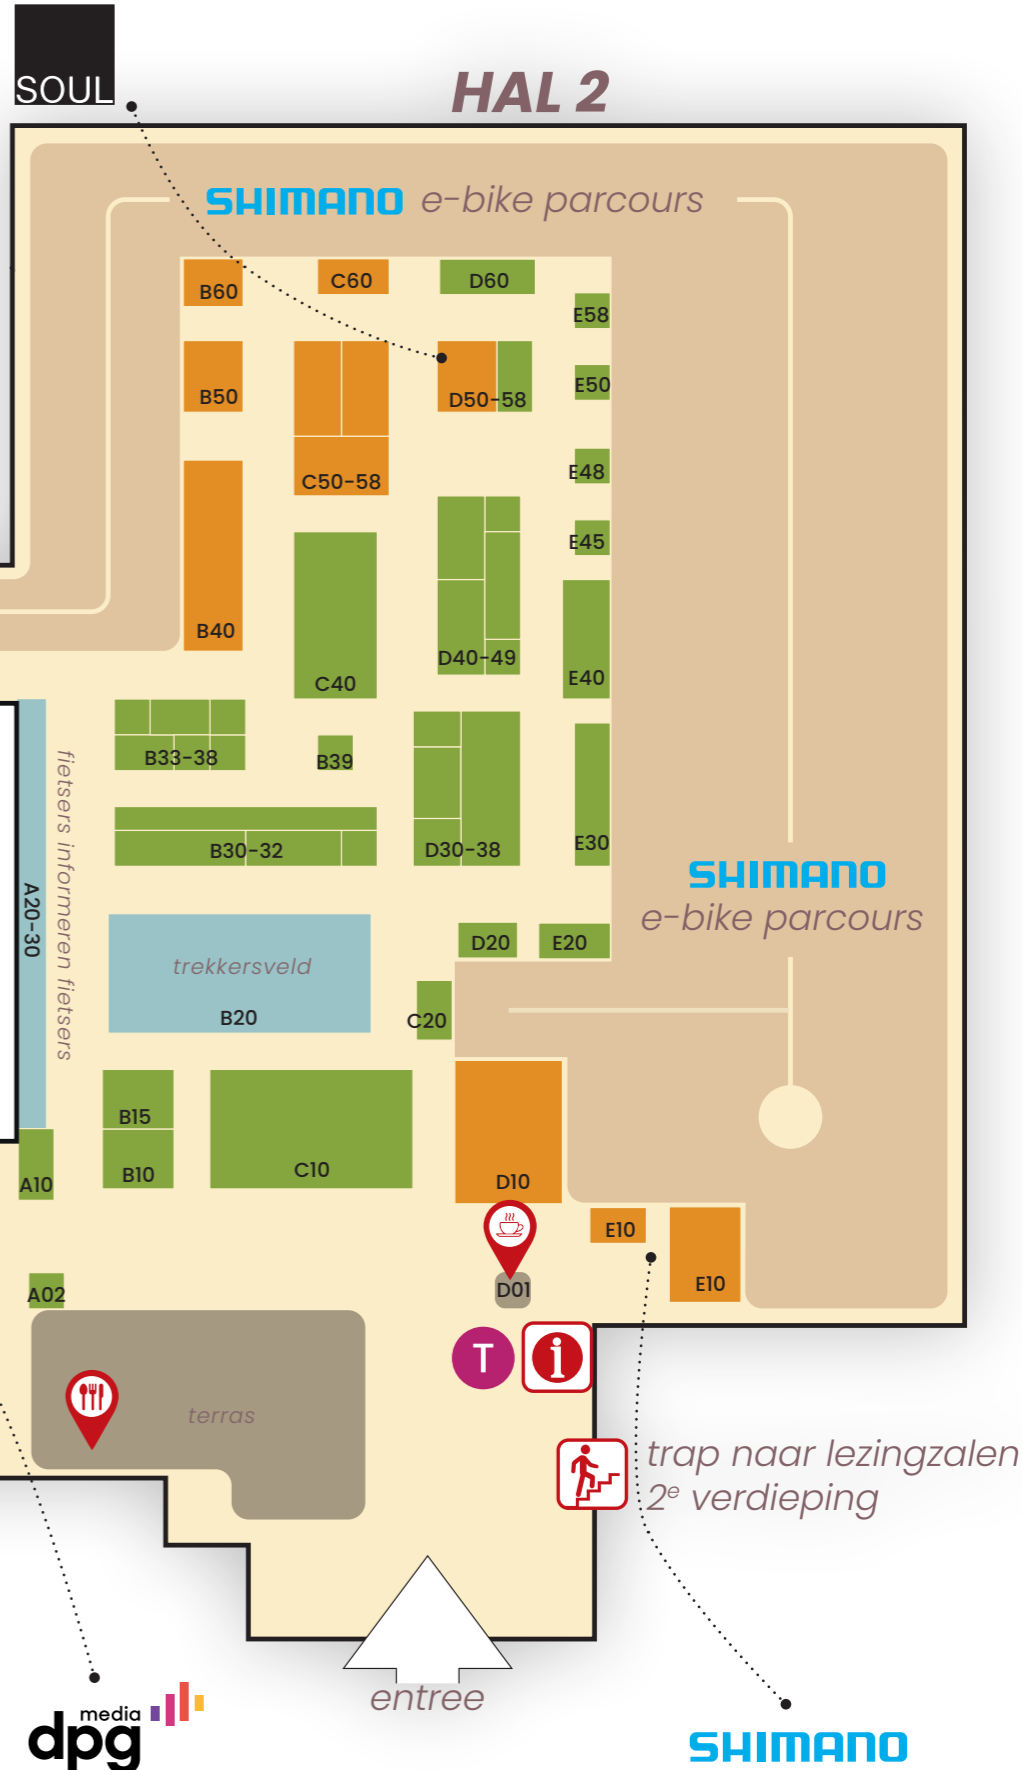 SOUL
HAL 2
SHIMANO e-bike parcours
B60
C60
D60
E58
B50
D50-58
E50
C50-58
E48
E45
B40
C40
D40-49
E40
B33-38
B39
fietsers informeren fietsers
A20-30
B30-32
D30-38
E30
SHIMANO
e-bike parcours
D20
E20
trekkersveld
B20
C20
B15
B10
C10
A10
D10
E10
E10
A02
D01
T
i
terras
trap naar lezingzalen
2e verdieping
entree
media
dpg
SHIMANO